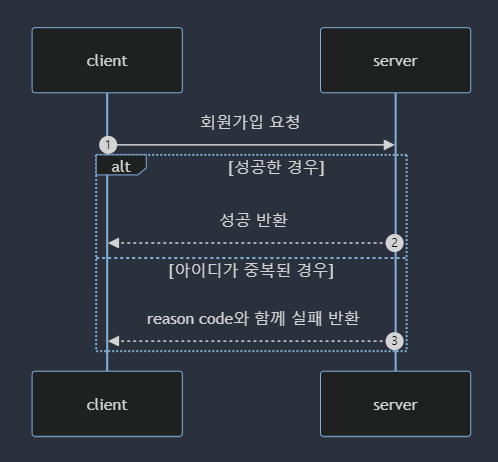 client server
회원가입 요청
1
alt [성공한 경우]
성공 반환
2
[아이디가 중복된 경우]
reason code와 함께 실패 반환
3
client server